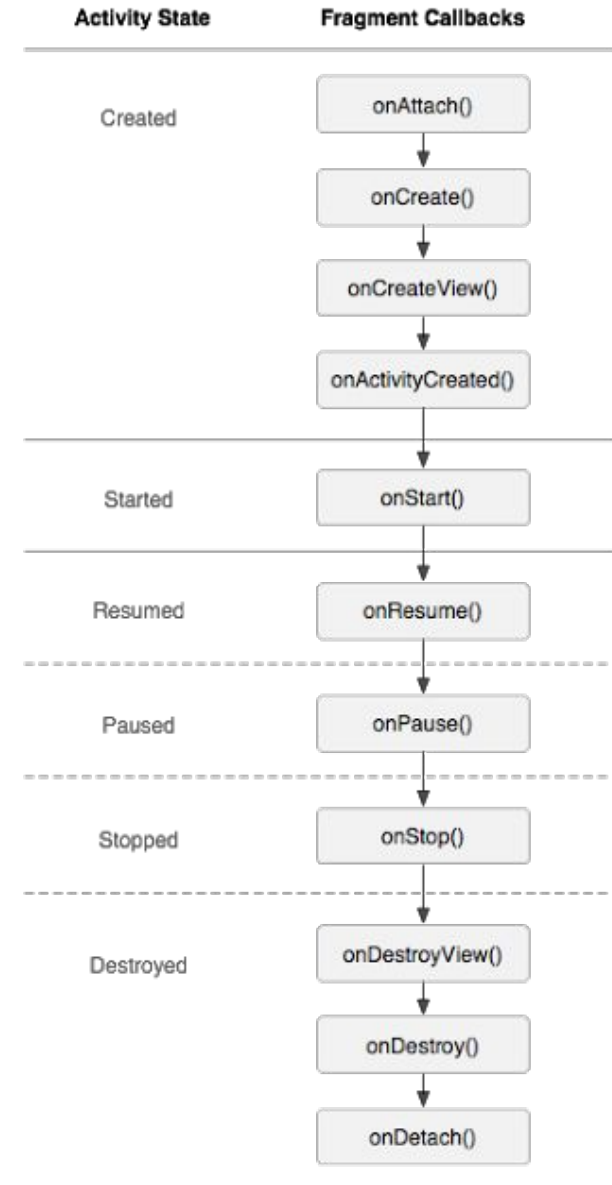 Activity State Fragment Callbacks
Created
onAttach()
onCreate()
onCreateView()
onActivityCreated()
Started
onStart()
Resumed
onResume()
Paused
onPause()
Stopped
onStop()
Destroyed
onDestroyView()
onDestroy()
onDetach()